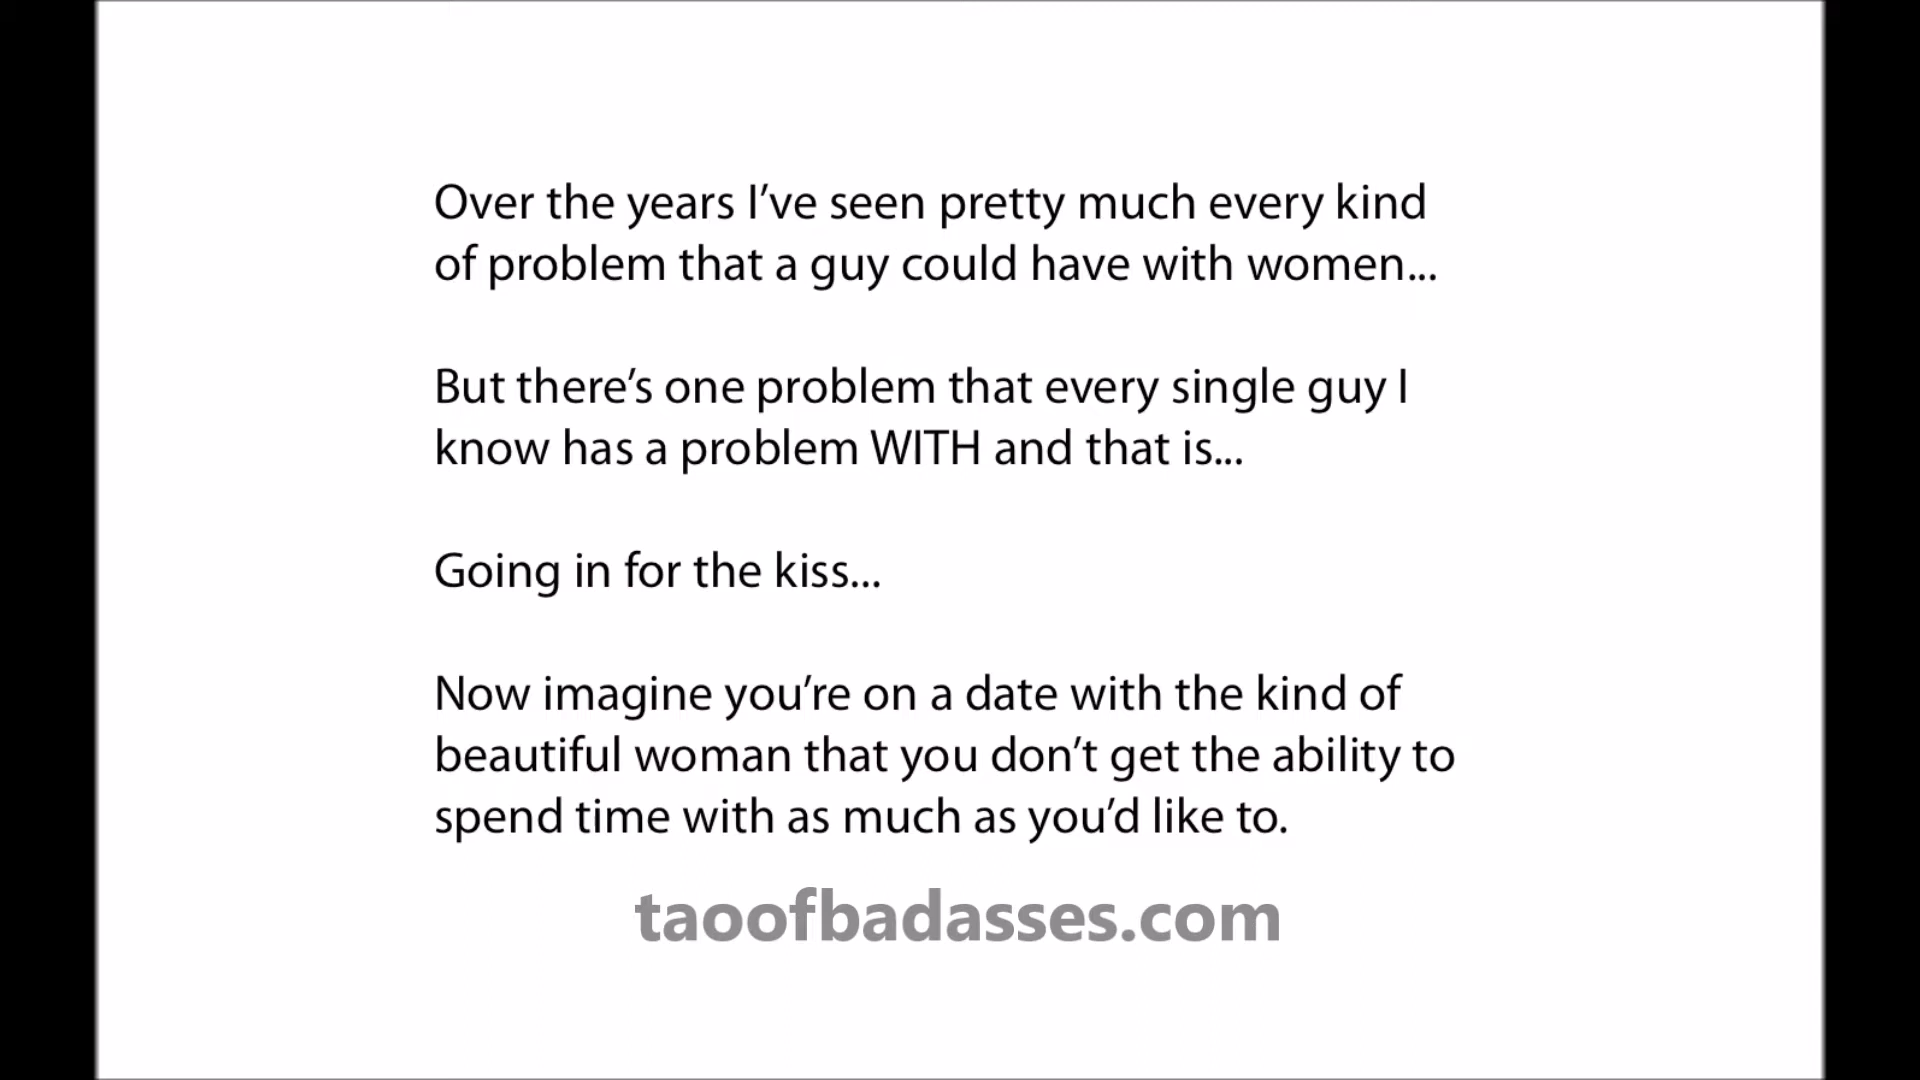 Over the years I’ve seen pretty much every kind
of problem that a guy could have with women...
But there’s one problem that every single guy I
know has a problem WITH and that is...
Going in for the kiss...
Now imagine you’re on a date with the kind of
beautiful woman that you don’t get the ability to
spend time with as much as you’d like to.
taoofbadasses.com